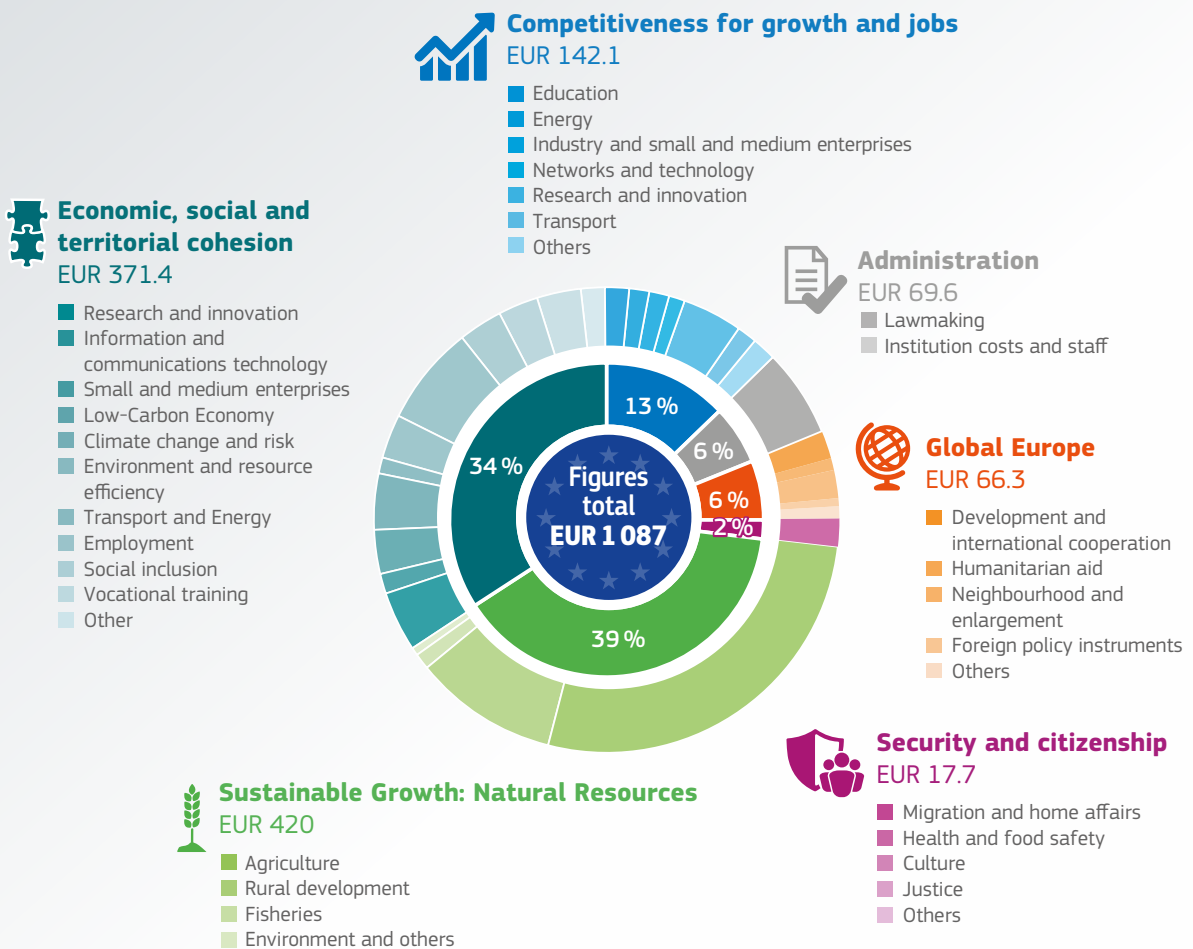 Competitiveness for growth and jobs
EUR 142.1
Education
Energy
Industry and small and medium enterprises
Networks and technology
Research and innovation
Transport
Others
Economic, social and
territorial cohesion
EUR 371.4
Research and innovation
Information and
communications technology
Small and medium enterprises
Low-Carbon Economy
Climate change and risk
Environment and resource
efficiency
Transport and Energy
Employment
Social inclusion
Vocational training
Other
Administration
EUR 69.6
Lawmaking
Institution costs and staff
13 %
6 %
6 %
2 %
39 %
34 %
Figures
total
EUR 1 087
Global Europe
EUR 66.3
Development and
international cooperation
Humanitarian aid
Neighbourhood and
enlargement
Foreign policy instruments
Others
Security and citizenship
EUR 17.7
Migration and home affairs
Health and food safety
Culture
Justice
Others
Sustainable Growth: Natural Resources
EUR 420
Agriculture
Rural development
Fisheries
Environment and others